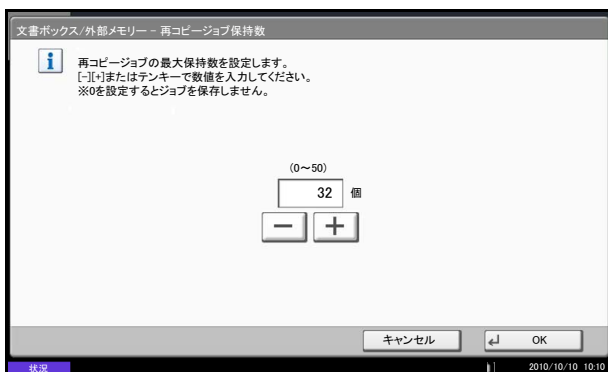 文書ボックス/外部メモリー - 再コピージョブ保持数
再コピージョブの最大保持数を設定します。
[-][+]またはテンキーで数値を入力してください。
※0を設定するとジョブを保存しません。
(0～50)
32 個
キャンセル
OK
状況
2010/10/10 10:10